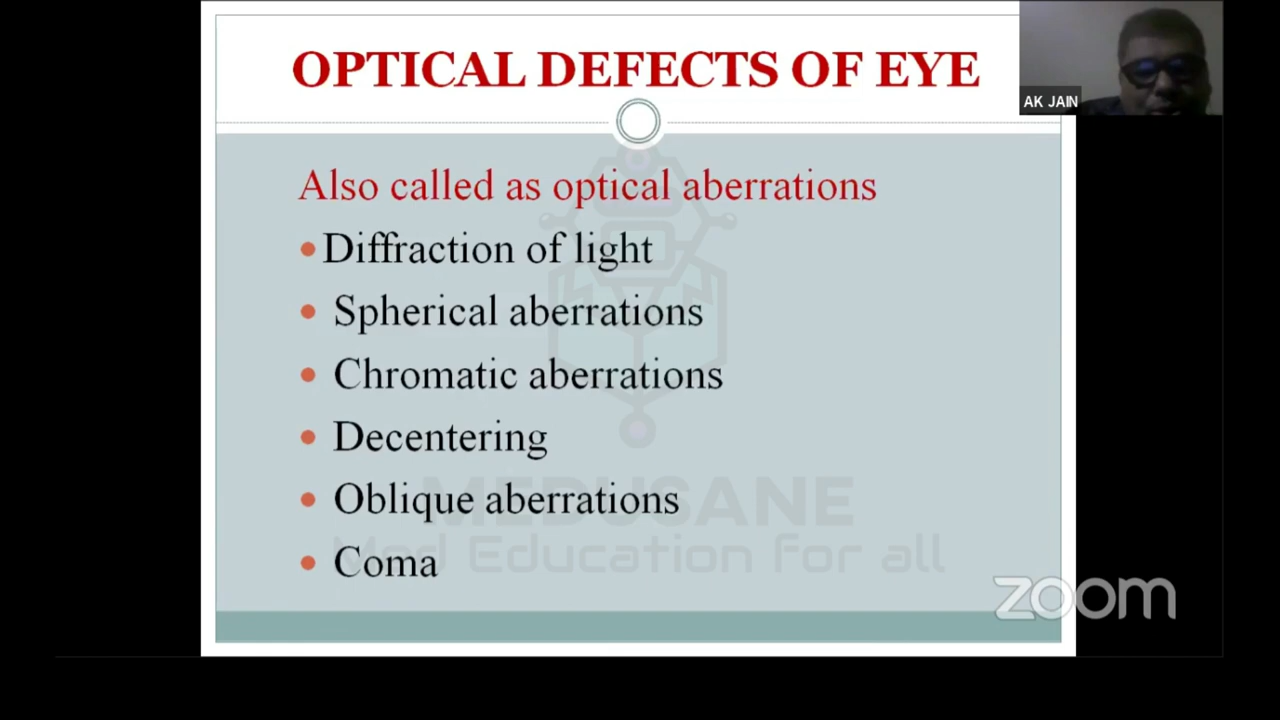 OPTICAL DEFECTS OF EYE
AK JAIN
Also called as optical aberrations
•Diffraction of light
• Spherical aberrations
• Chromatic aberrations
• Decentering
• Oblique aberrations
MEDUSANE
Med Education for all
• Coma
zoom